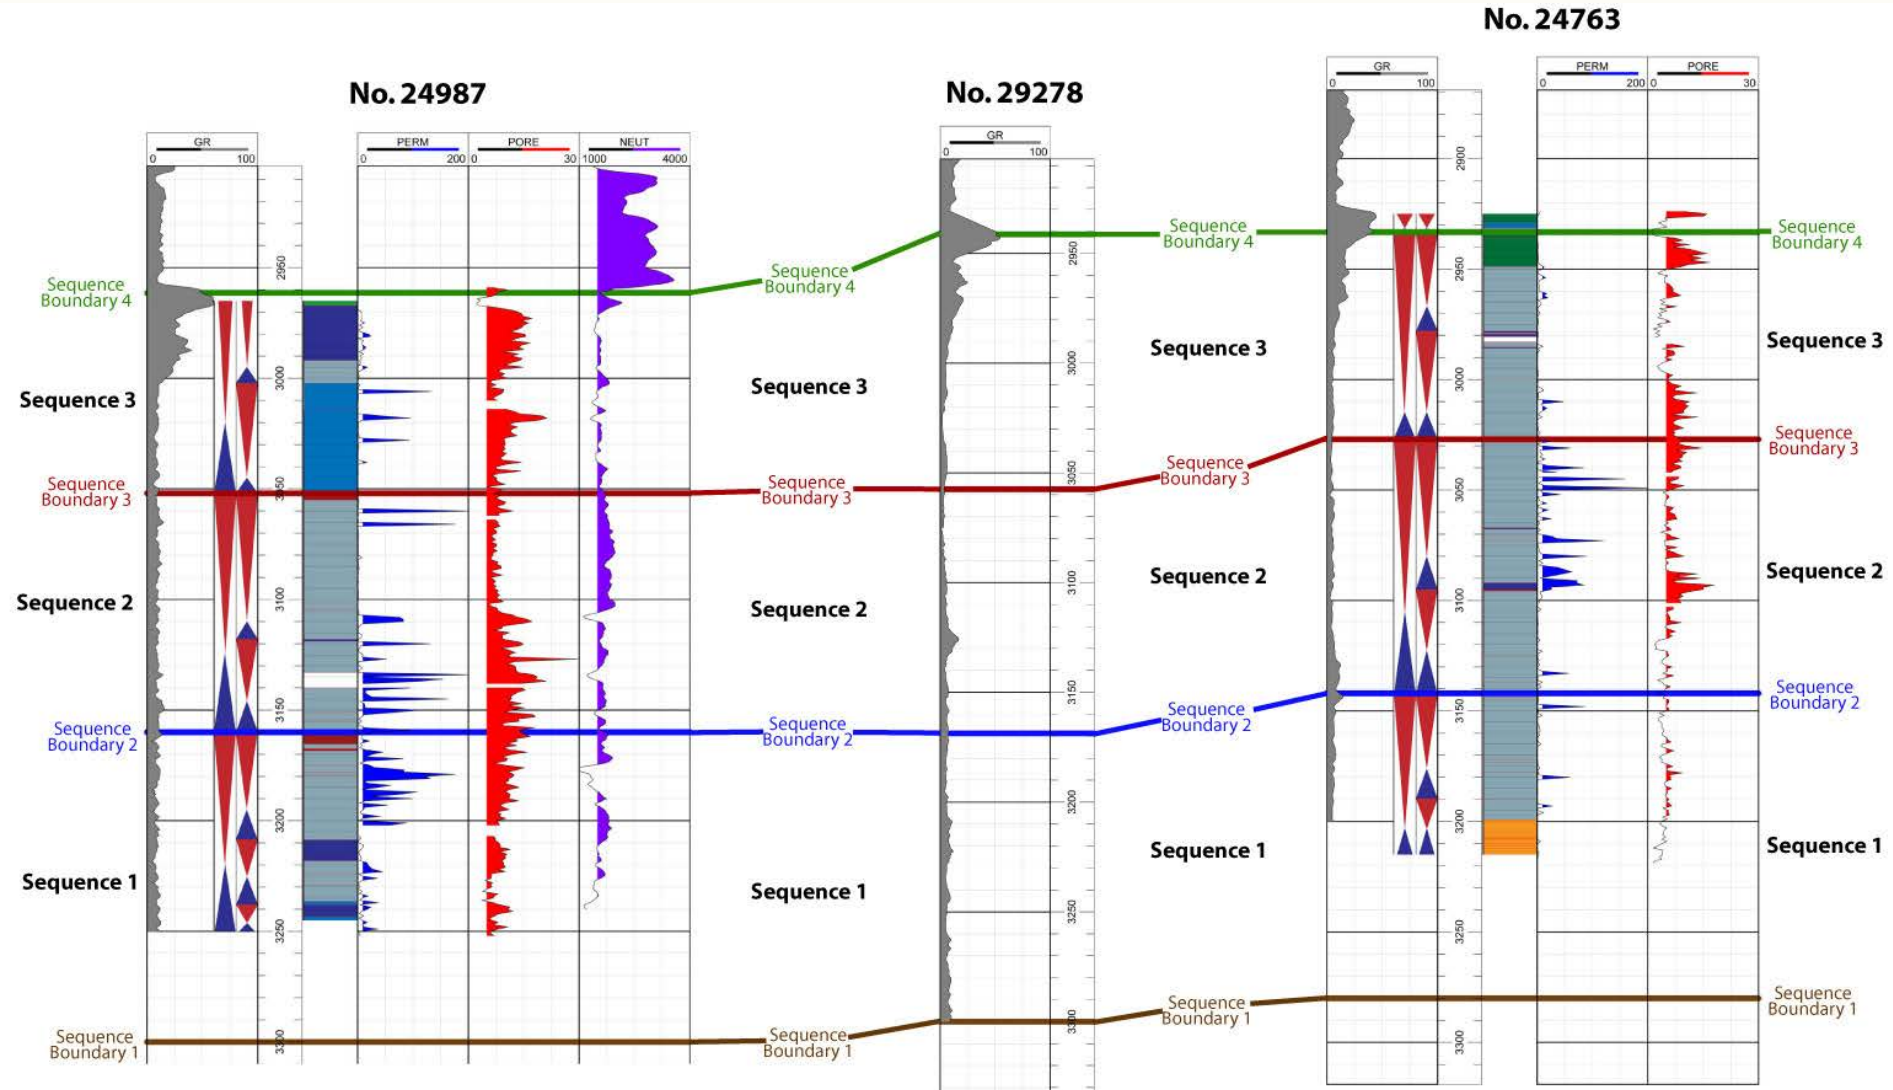 No. 24763
No. 24987
No. 29278
GR
0 100
PERM
0 200
PORE
0 30
GR
0 100
PERM
0 200
PORE
0 30
NEUT
1000 4000
GR
0 100
2950
3000
3050
3100
3150
3200
3250
3300
2950
3000
3050
3100
3150
3200
3250
3300
2900
2950
3000
3050
3100
3150
3200
3250
3300
Sequence
Boundary 4
Sequence 3
Sequence
Boundary 3
Sequence 2
Sequence
Boundary 2
Sequence 1
Sequence
Boundary 1
Sequence
Boundary 4
Sequence 3
Sequence
Boundary 3
Sequence 2
Sequence
Boundary 2
Sequence 1
Sequence
Boundary 1
Sequence
Boundary 4
Sequence 3
Sequence
Boundary 3
Sequence 2
Sequence
Boundary 2
Sequence 1
Sequence
Boundary 1
Sequence
Boundary 4
Sequence 3
Sequence
Boundary 3
Sequence 2
Sequence
Boundary 2
Sequence 1
Sequence
Boundary 1